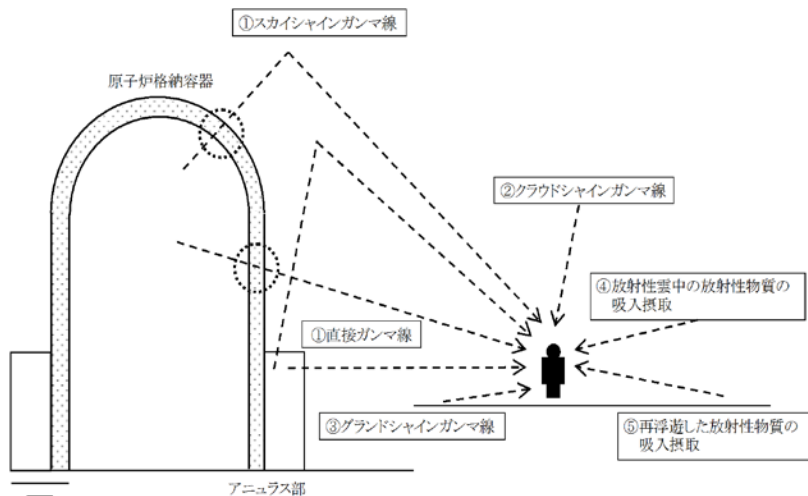 ①スカイシャインガンマ線
原子炉格納容器
②クラウドシャインガンマ線
④放射性雲中の放射性物質の
吸入摂取
①直接ガンマ線
③グランドシャインガンマ線
⑤再浮遊した放射性物質の
吸入摂取
アニュラス部